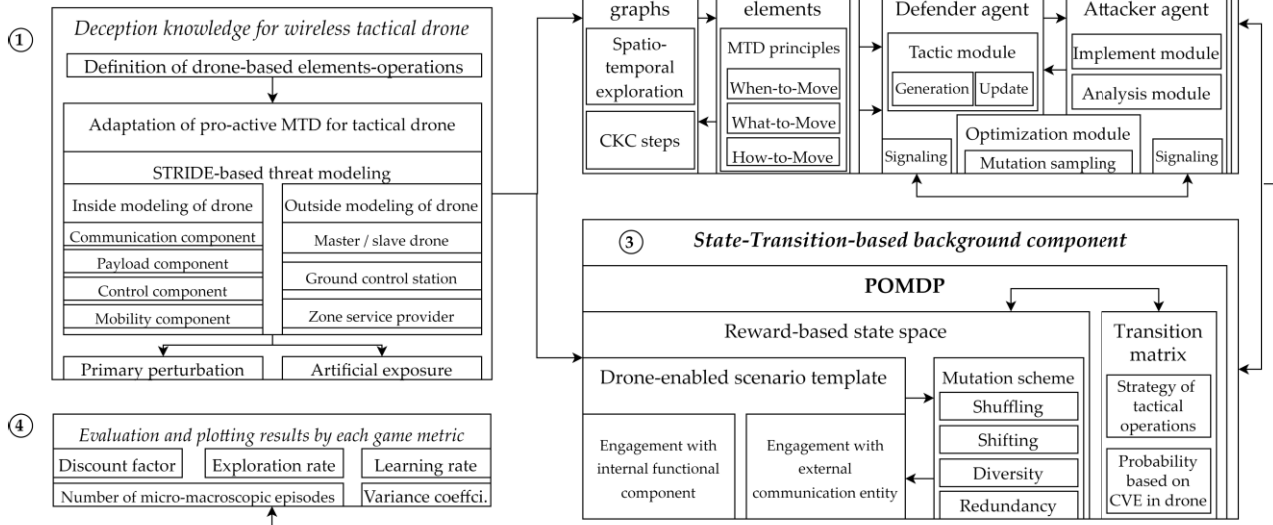 ①
Deception knowledge for wireless tactical drone
Definition of drone-based elements-operations
Adaptation of pro-active MTD for tactical drone
STRIDE-based threat modeling
Inside modeling of drone
Communication component
Payload component
Control component
Mobility component
Outside modeling of drone
Master / slave drone
Ground control station
Zone service provider
Primary perturbation
Artificial exposure
④
Evaluation and plotting results by each game metric
Discount factor
Exploration rate
Learning rate
Number of micro-macroscopic episodes
Variance coeffci.
graphs
Spatio-
temporal
exploration
CKC steps
elements
MTD principles
When-to-Move
What-to-Move
How-to-Move
Defender agent
Tactic module
Generation
Update
Attacker agent
Implement module
Analysis module
Optimization module
Mutation sampling
Signaling
Signaling
③
State-Transition-based background component
POMDP
Reward-based state space
Drone-enabled scenario template
Engagement with
internal functional
component
Engagement with
external
communication entity
Mutation scheme
Shuffling
Shifting
Diversity
Redundancy
Transition
matrix
Strategy of
tactical
operations
Probability
based on
CVE in drone